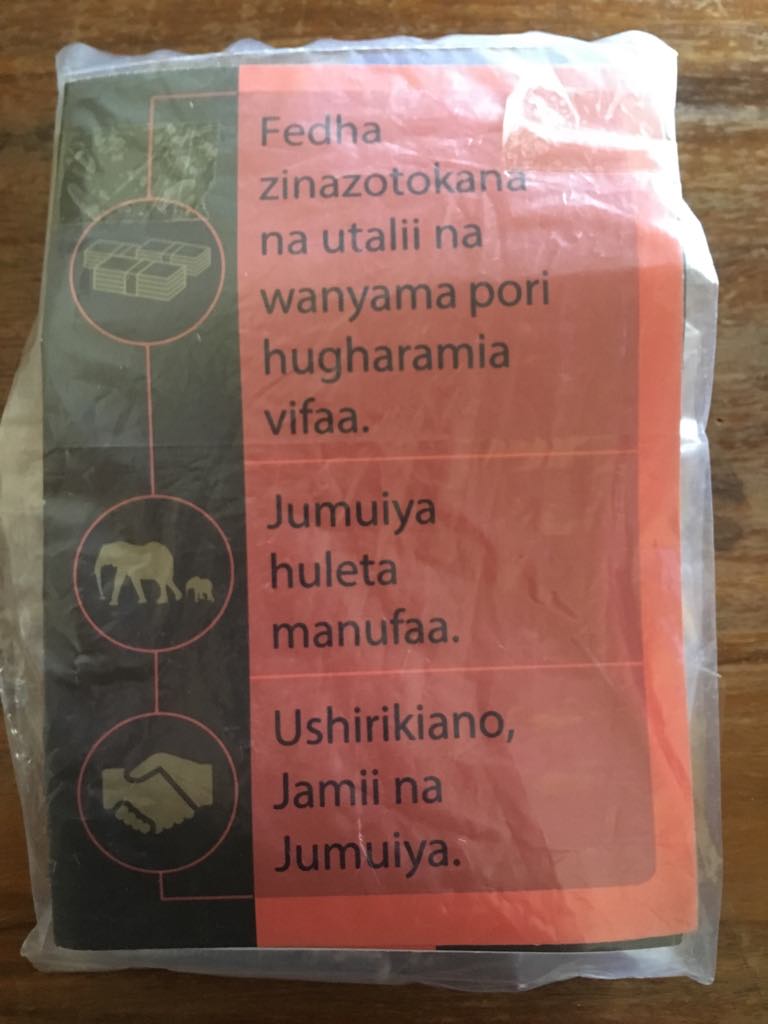 Fedha
zinazotokana
na utalii na
wanyama pori
hugharamia
vifaa.
Jumuiya
huleta
manufaa.
Ushirikiano,
Jamii na
Jumuiya.